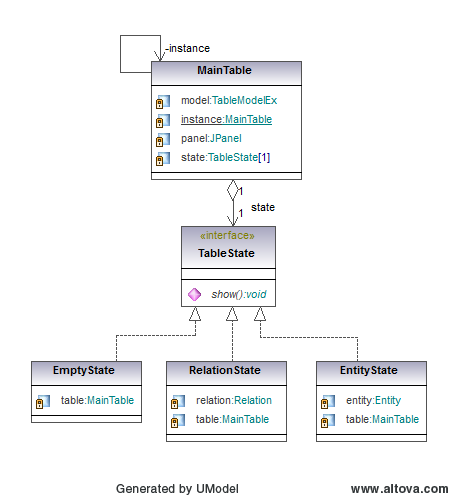 -instance
MainTable
model:TableModelEx
instance:MainTable
panel:JPanel
state:TableState[1]
1
state
1
«interface»
TableState
show():void
EmptyState
table:MainTable
RelationState
relation:Relation
table:MainTable
EntityState
entity:Entity
table:MainTable
Generated by UModel
www.altova.com